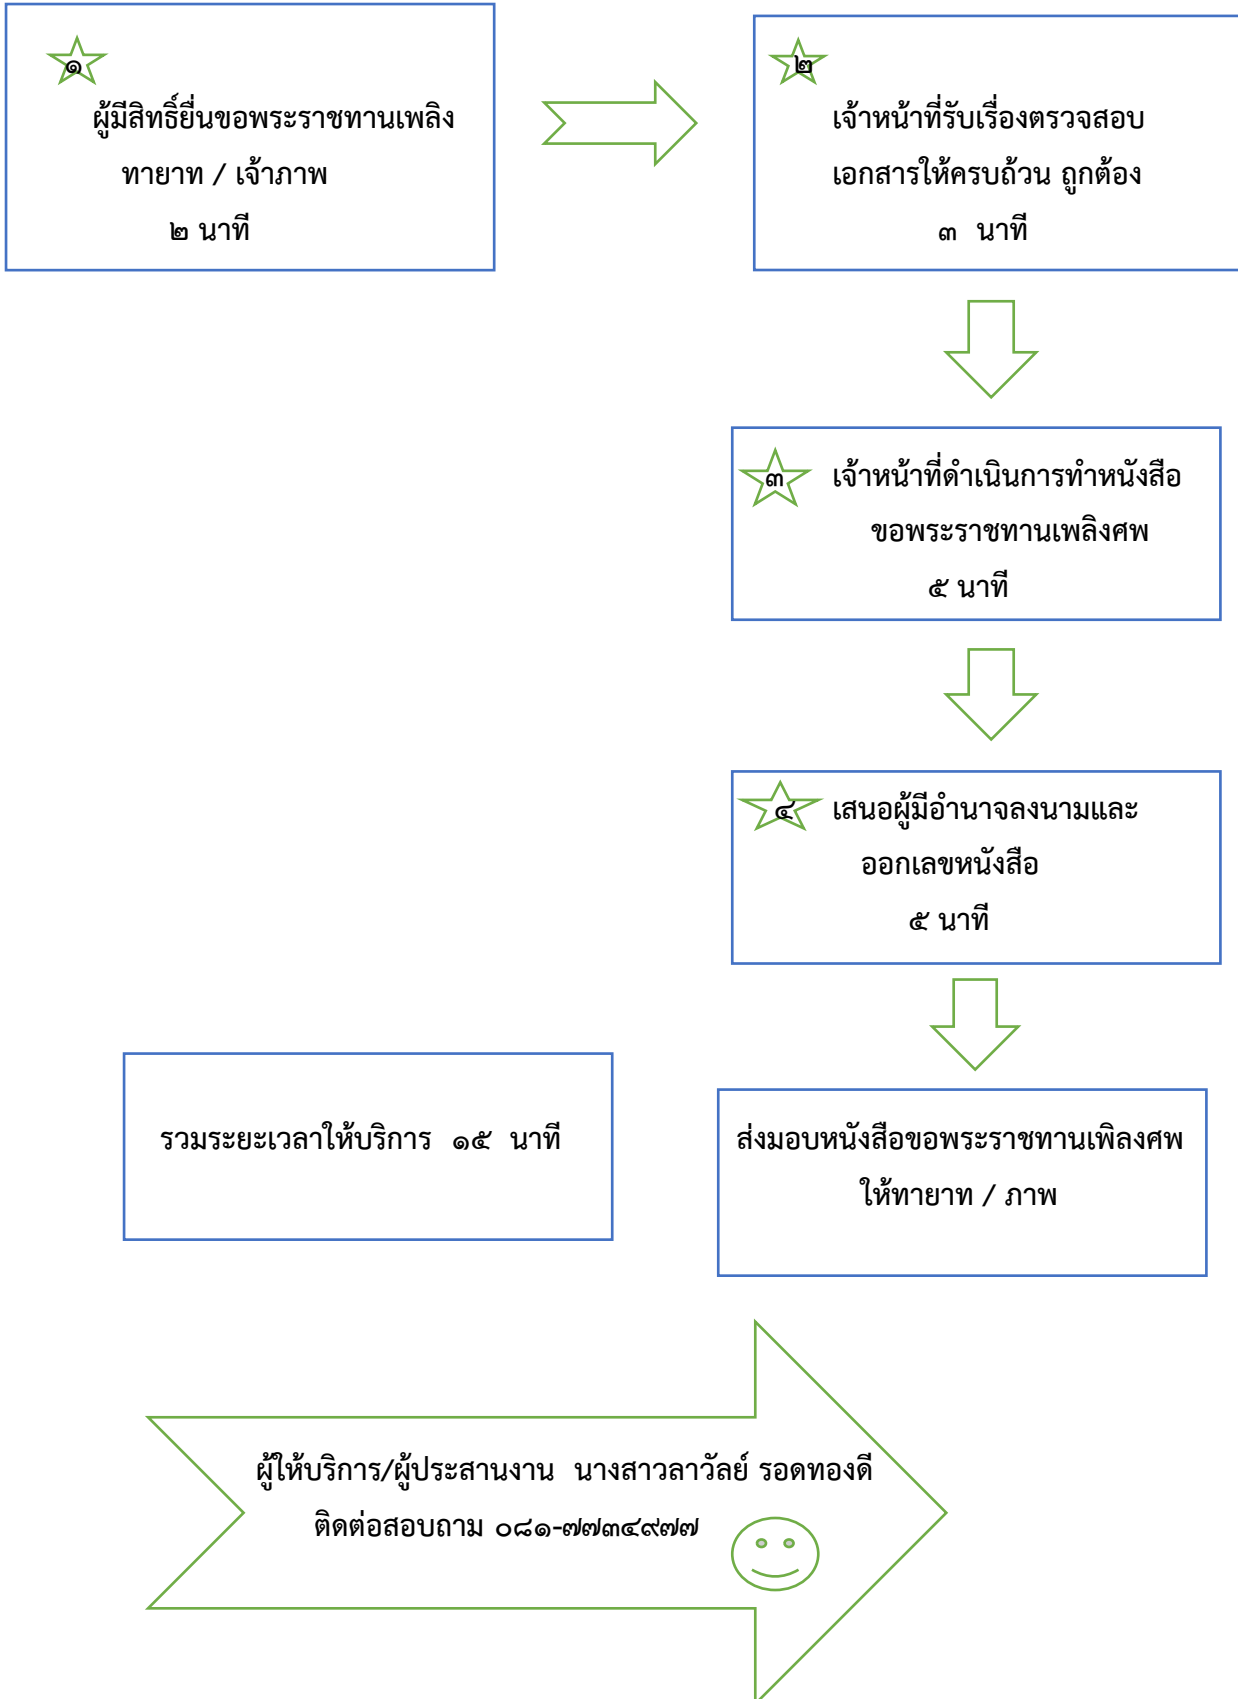 ๑
ผู้มีสิทธิ์ยื่นขอพระราชทานเพลิง
ทายาท / เจ้าภาพ
๒ นาที
๒
เจ้าหน้าที่รับเรื่องตรวจสอบ
เอกสารให้ครบถ้วน ถูกต้อง
๓ นาที
๓ เจ้าหน้าที่ดำเนินการทำหนังสือ
ขอพระราชทานเพลิงศพ
๕ นาที
๔ เสนอผู้มีอำนาจลงนามและ
ออกเลขหนังสือ
๕ นาที
รวมระยะเวลาให้บริการ ๑๕ นาที
ส่งมอบหนังสือขอพระราชทานเพิลงศพ
ให้ทายาท / ภาพ
ผู้ให้บริการ/ผู้ประสานงาน นางสาวลาวัลย์ รอดทองดี
ติดต่อสอบถาม ๐๘๑-๗๗๓๔๙๗๗